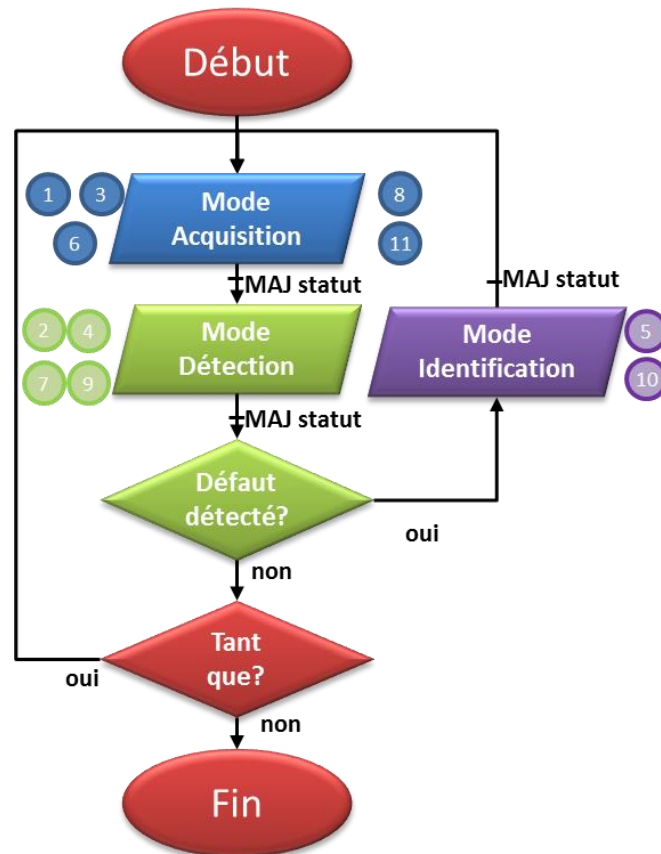 Début
1 3
8
Mode
Acquisition
6
11
MAJ statut
MAJ statut
2 4
Mode
Détection
7 9
Mode
Identification
5
10
MAJ statut
Défaut
détecté?
oui
non
Tant
que?
oui
non
Fin